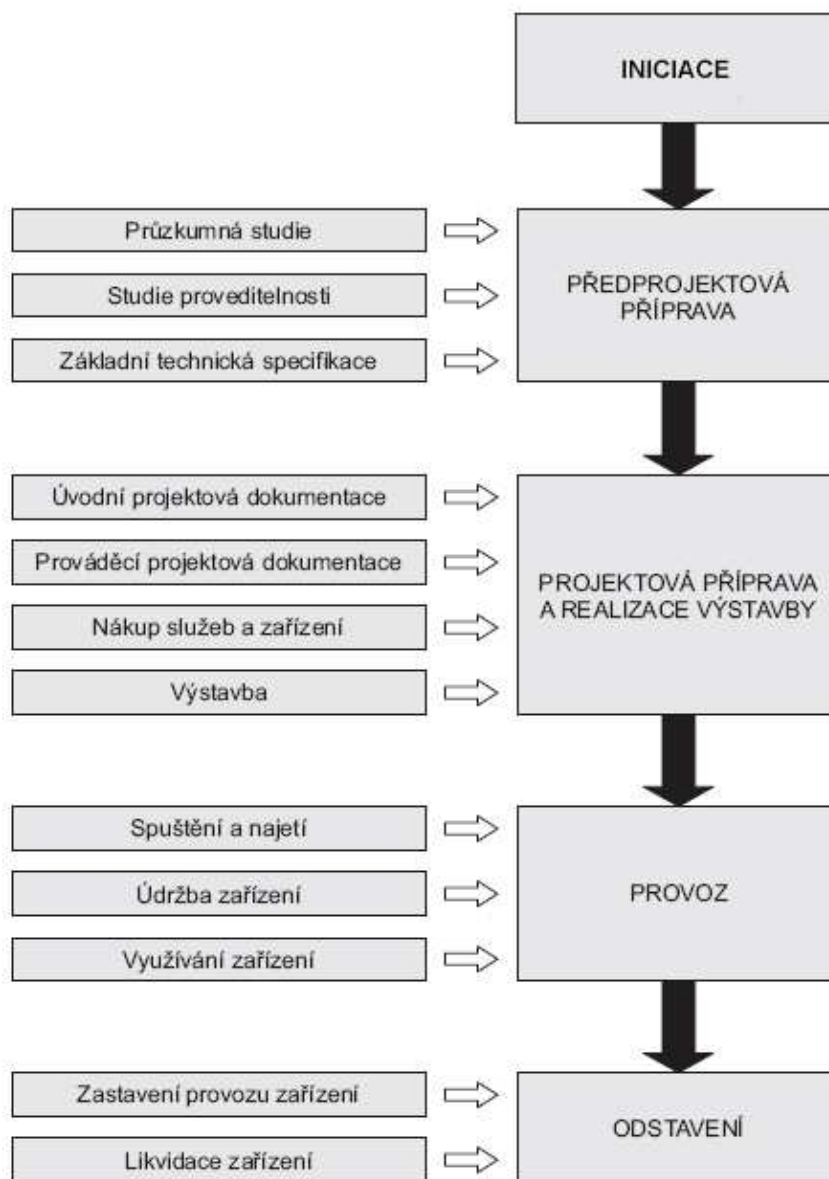 INICIACE
Průzkumná studie
Studie proveditelnosti
Základní technická specifikace
PŘEDPROJEKTOVÁ
PŘÍPRAVA
Úvodní projektová dokumentace
Prováděcí projektová dokumentace
Nákup služeb a zařízení
Výstavba
PROJEKTOVÁ PŘÍPRAVA
A REALIZACE VÝSTAVBY
Spuštění a najetí
Údržba zařízení
Využívání zařízení
PROVOZ
Zastavení provozu zařízení
Likvidace zařízení
ODSTAVENÍ